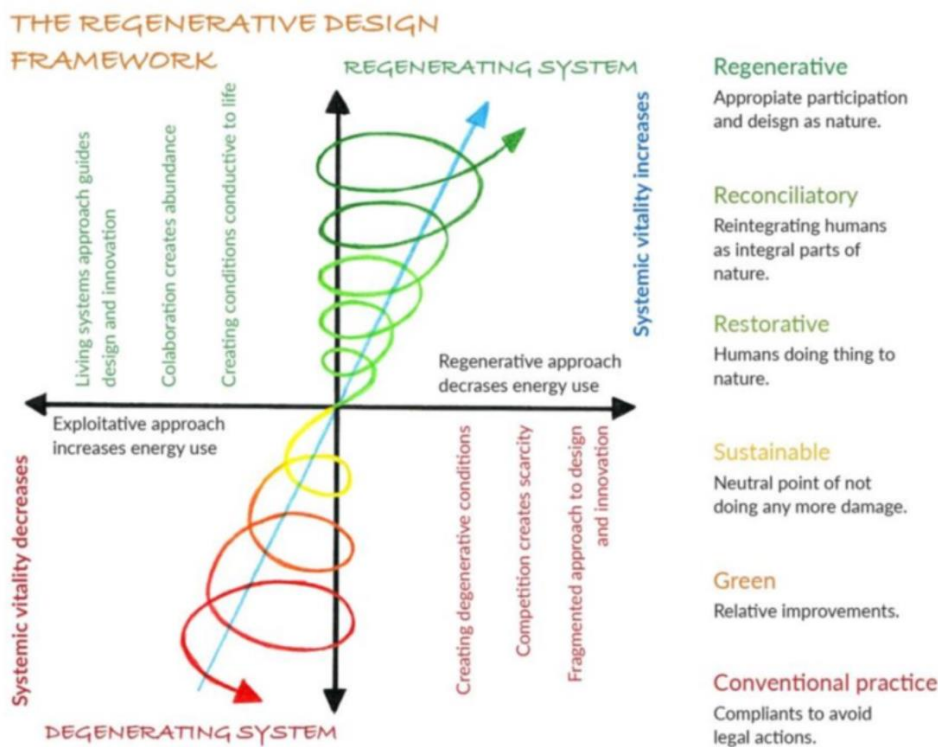 THE REGENERATIVE DESIGN
FRAMEWORK
REGENERATING SYSTEM
Living systems approach guides
design and innovation
Colaboration creates abundance
Creating conditions conductive to life
Systemic vitality increases
Regenerative approach
decrases energy use
Exploitative approach
increases energy use
Systemic vitality decreases
Creating degenerative conditions
Competition creates scarcity
Fragmented approach to design
and innovation
DEGENERATING SYSTEM
Regenerative
Appropiate participation
and deisgn as nature.
Reconciliatory
Reintegrating humans
as integral parts of
nature.
Restorative
Humans doing thing to
nature.
Sustainable
Neutral point of not
doing any more damage.
Green
Relative improvements.
Conventional practice
Compliants to avoid
legal actions.